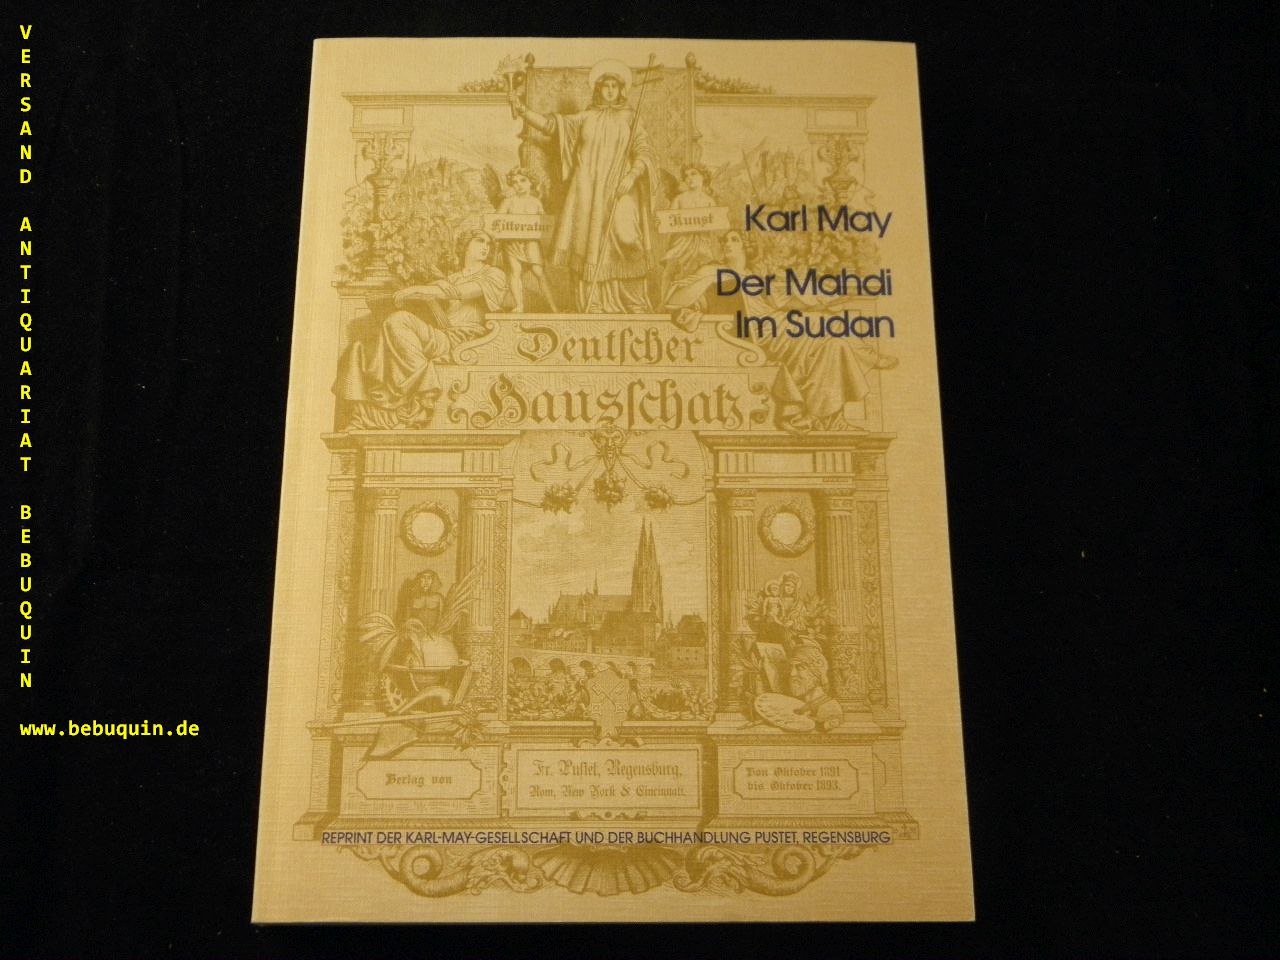 VERSAND ANTIQUARIAT BEBUQUIN
www.bebuquin.de
Litteratur
Kunst
Karl May
Der Mahdi
Im Sudan
Deutscher
Hausschatz
Verlag von
Fr. Pustet, Regensburg,
Rom, New York & Cincinnati.
Von Oktober 1891
bis Oktober 1893.
REPRINT DER KARL-MAY-GESELLSCHAFT UND DER BUCHHANDLUNG PUSTET, REGENSBURG